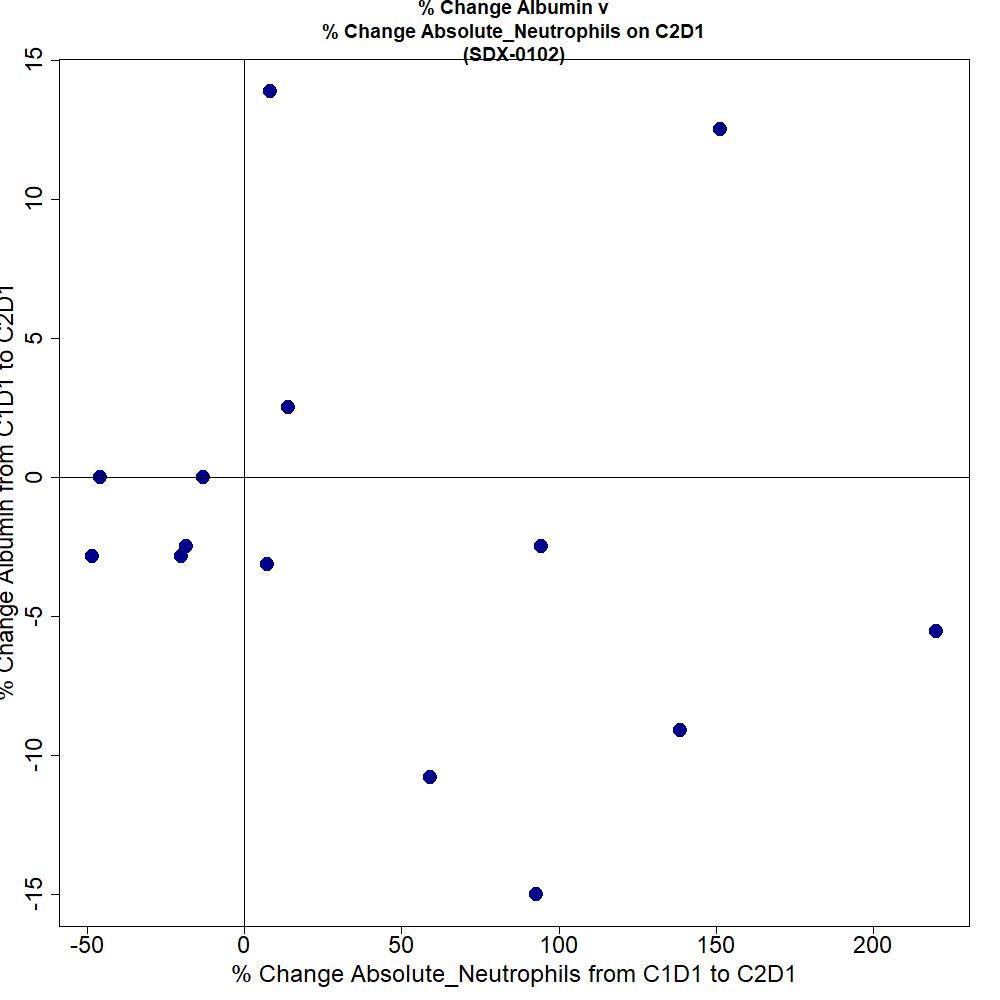 % Change Albumin v
% Change Absolute_Neutrophils on C2D1
(SDX-0102)
15
10
5
0
-5
-10
-15
% Change Albumin from C1D1 to C2D1
-50
0
50
100
150
200
% Change Absolute_Neutrophils from C1D1 to C2D1